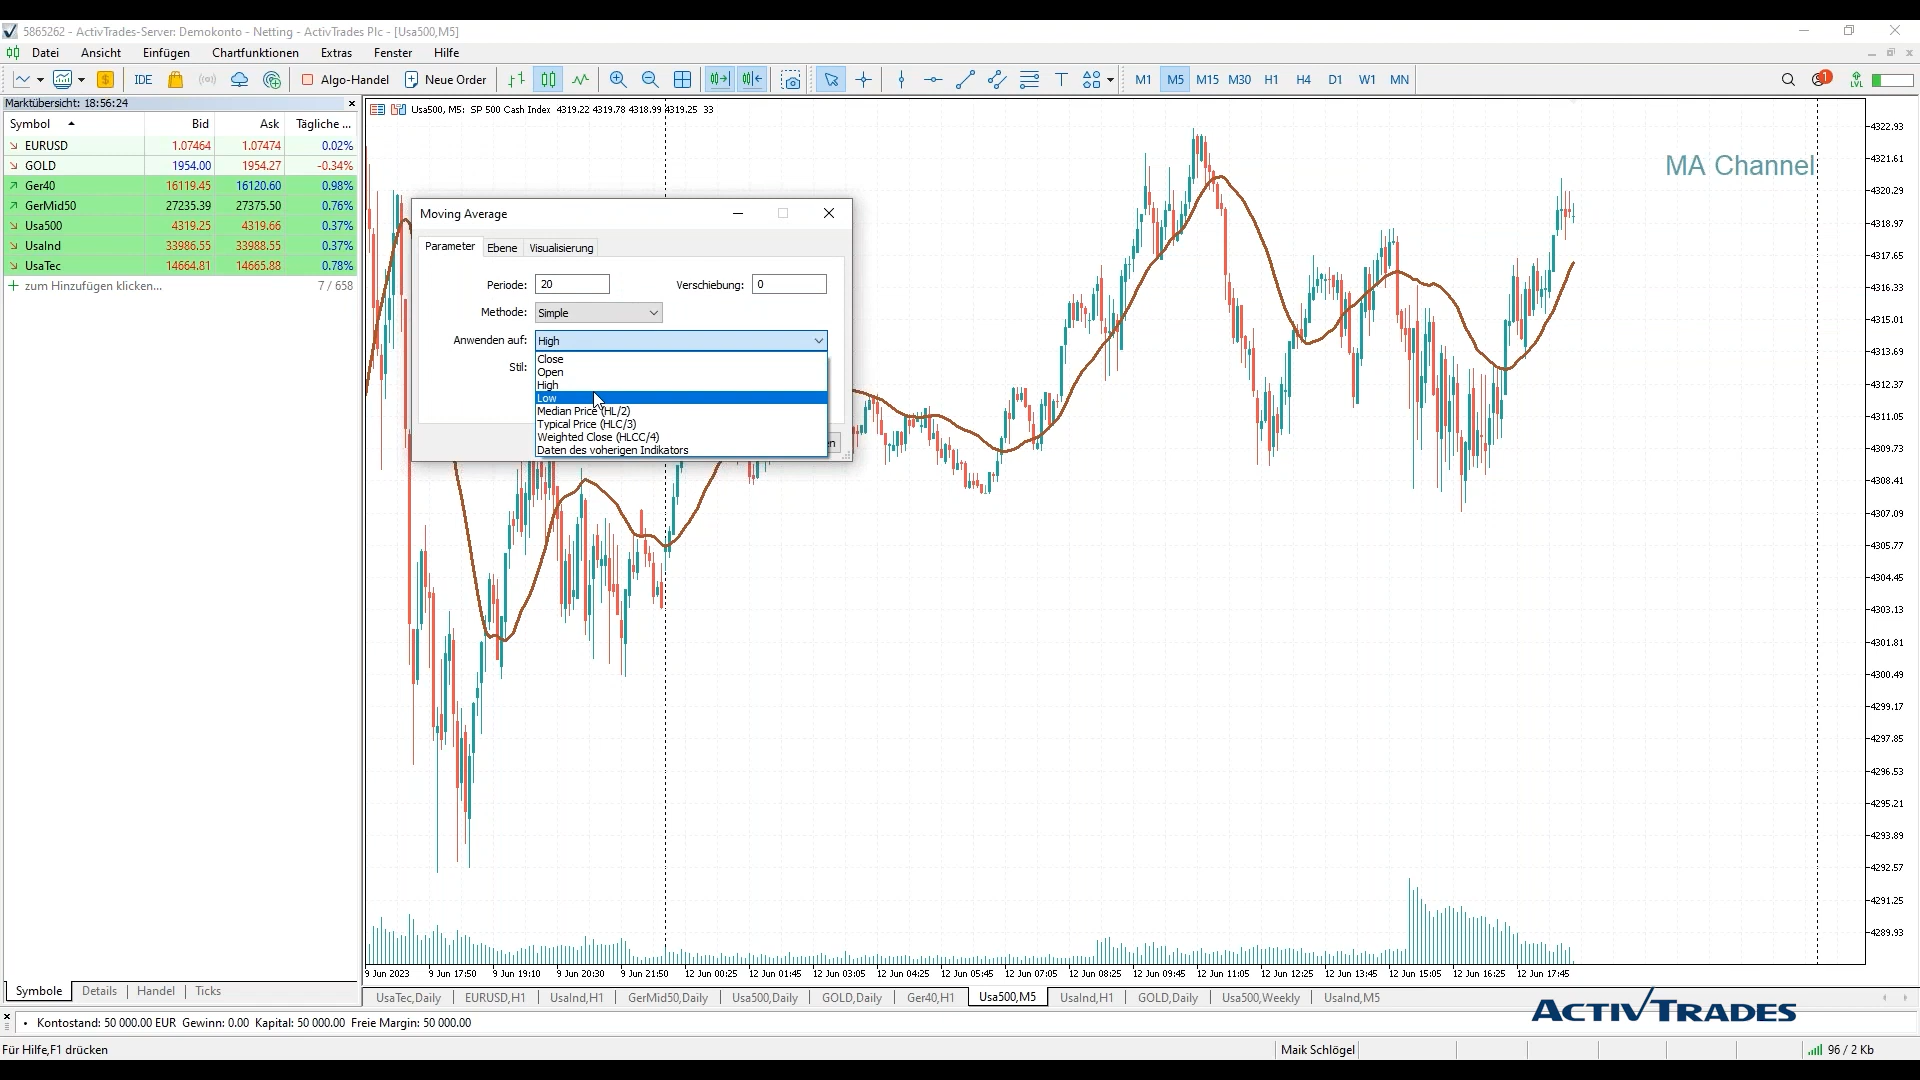 5865262 - ActivTrades-Server: Demokonto - Netting - ActivTrades Plc - [Usa500,M5]
Datei Ansicht Einfügen Chartfunktionen Extras Fenster Hilfe
IDE Algo-Handel Neue Order M1 M5 M15 M30 H1 H4 D1 W1 MN 1 LVL
Marktübersicht: 18:56:24
Symbol Bid Ask Tägliche ...
EURUSD 1.07464 1.07474 0.02%
GOLD 1954.00 1954.27 -0.34%
Ger40 16119.45 16120.60 0.98%
GerMid50 27235.39 27375.50 0.76%
Usa500 4319.25 4319.66 0.37%
UsaInd 33986.55 33988.55 0.37%
UsaTec 14664.81 14665.88 0.78%
zum Hinzufügen klicken... 7 / 658
Usa500, M5: SP 500 Cash Index 4319.22 4319.78 4318.99 4319.25 33
MA Channel
Moving Average
Parameter Ebene Visualisierung
Periode: 20 Verschiebung: 0
Methode: Simple
Anwenden auf: High
Stil:
Close
Open
High
Low
Median Price (HL/2)
Typical Price (HLC/3)
Weighted Close (HLCC/4)
Daten des voherigen Indikators
en
4322.93
4321.61
4320.29
4318.97
4317.65
4316.33
4315.01
4313.69
4312.37
4311.05
4309.73
4308.41
4307.09
4305.77
4304.45
4303.13
4301.81
4300.49
4299.17
4297.85
4296.53
4295.21
4293.89
4292.57
4291.25
4289.93
9 Jun 2023 9 Jun 17:50 9 Jun 19:10 9 Jun 20:30 9 Jun 21:50 12 Jun 00:25 12 Jun 01:45 12 Jun 03:05 12 Jun 04:25 12 Jun 05:45 12 Jun 07:05 12 Jun 08:25 12 Jun 09:45 12 Jun 11:05 12 Jun 12:25 12 Jun 13:45 12 Jun 15:05 12 Jun 16:25 12 Jun 17:45
Symbole Details Handel Ticks
UsaTec,Daily EURUSD,H1 UsaInd,H1 GerMid50,Daily Usa500,Daily GOLD,Daily Ger40,H1 Usa500,M5 UsaInd,H1 GOLD,Daily Usa500,Weekly UsaInd,M5
ACTIVTRADES
Kontostand: 50 000.00 EUR Gewinn: 0.00 Kapital: 50 000.00 Freie Margin: 50 000.00
Für Hilfe,F1 drücken Maik Schlögel 96 / 2 Kb